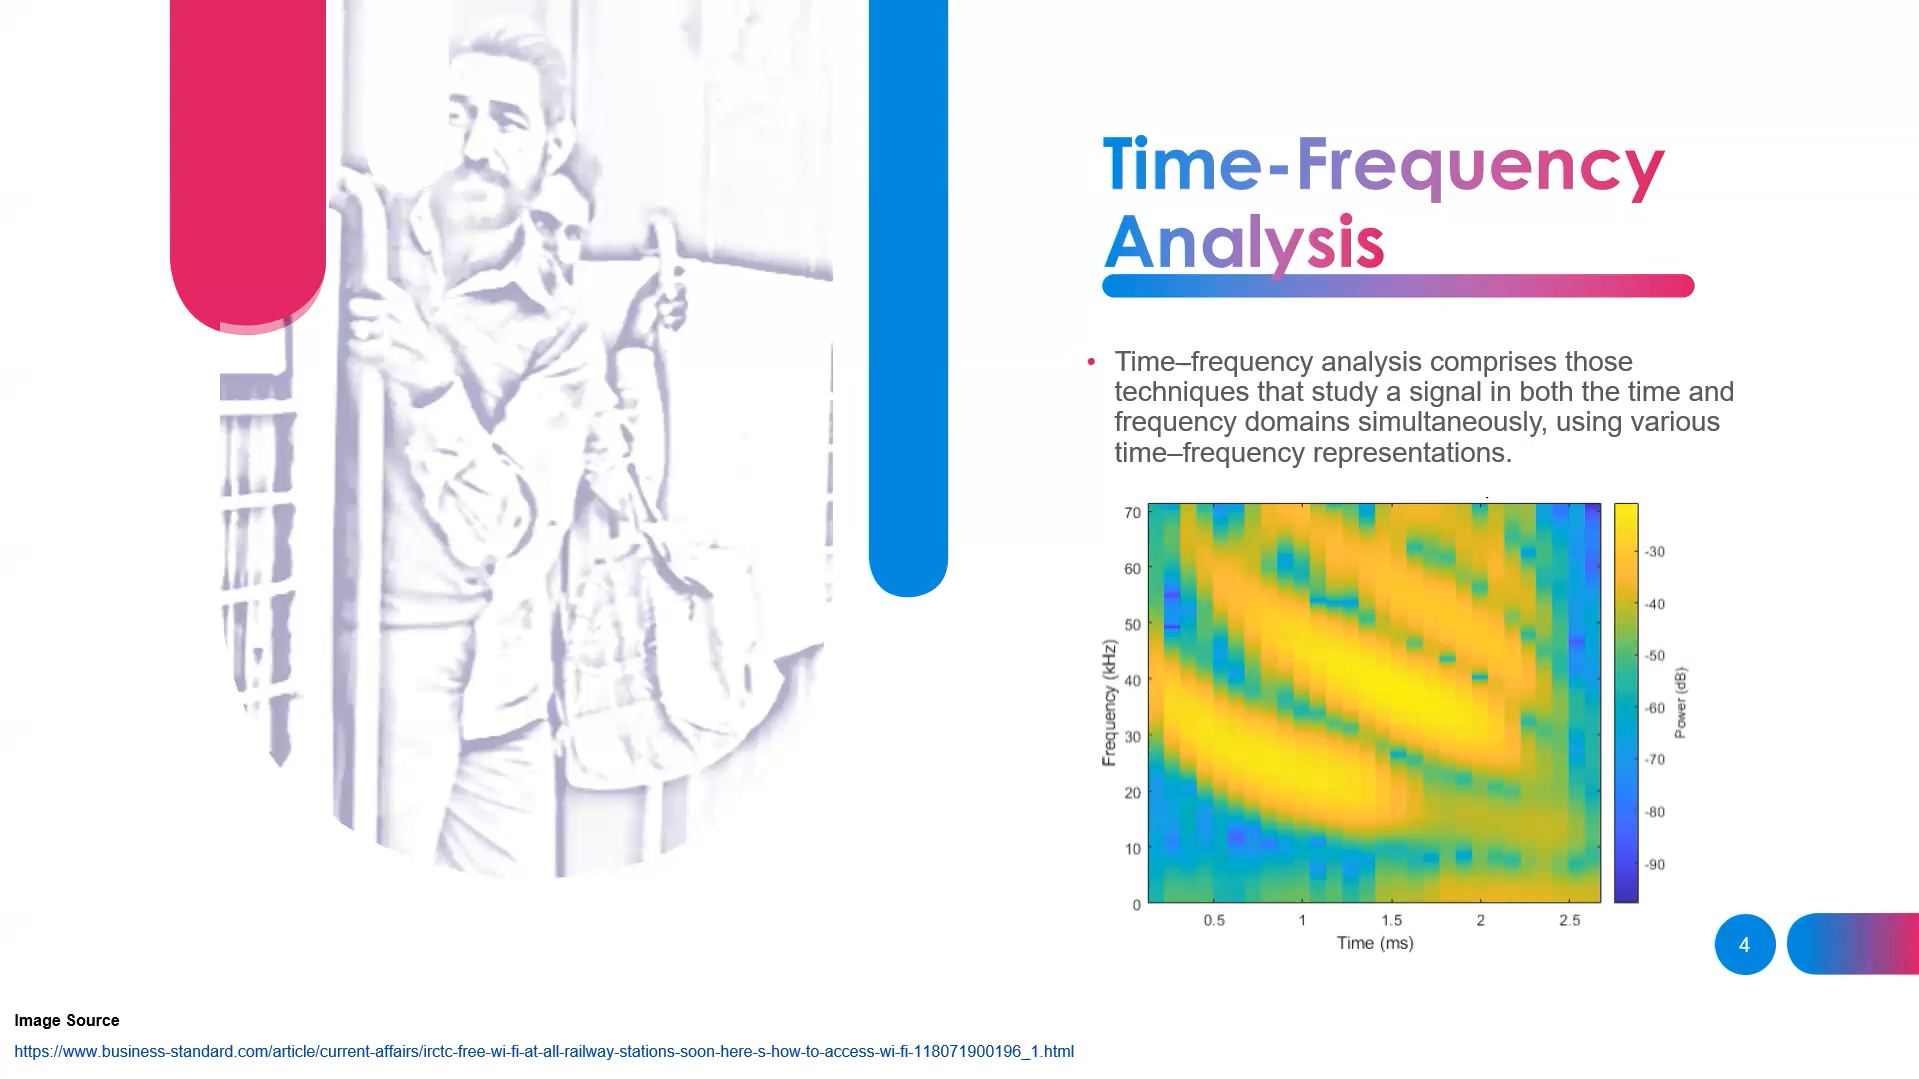 Time-Frequency
Analysis
• Time–frequency analysis comprises those
techniques that study a signal in both the time and
frequency domains simultaneously, using various
time–frequency representations.
70
60
50
40
30
20
10
0
Frequency (kHz)
0.5 1 1.5 2 2.5
Time (ms)
-30
-40
-50
-60
-70
-80
-90
Power (dB)
4
Image Source
https://www.business-standard.com/article/current-affairs/irctc-free-wi-fi-at-all-railway-stations-soon-here-s-how-to-access-wi-fi-118071900196_1.html